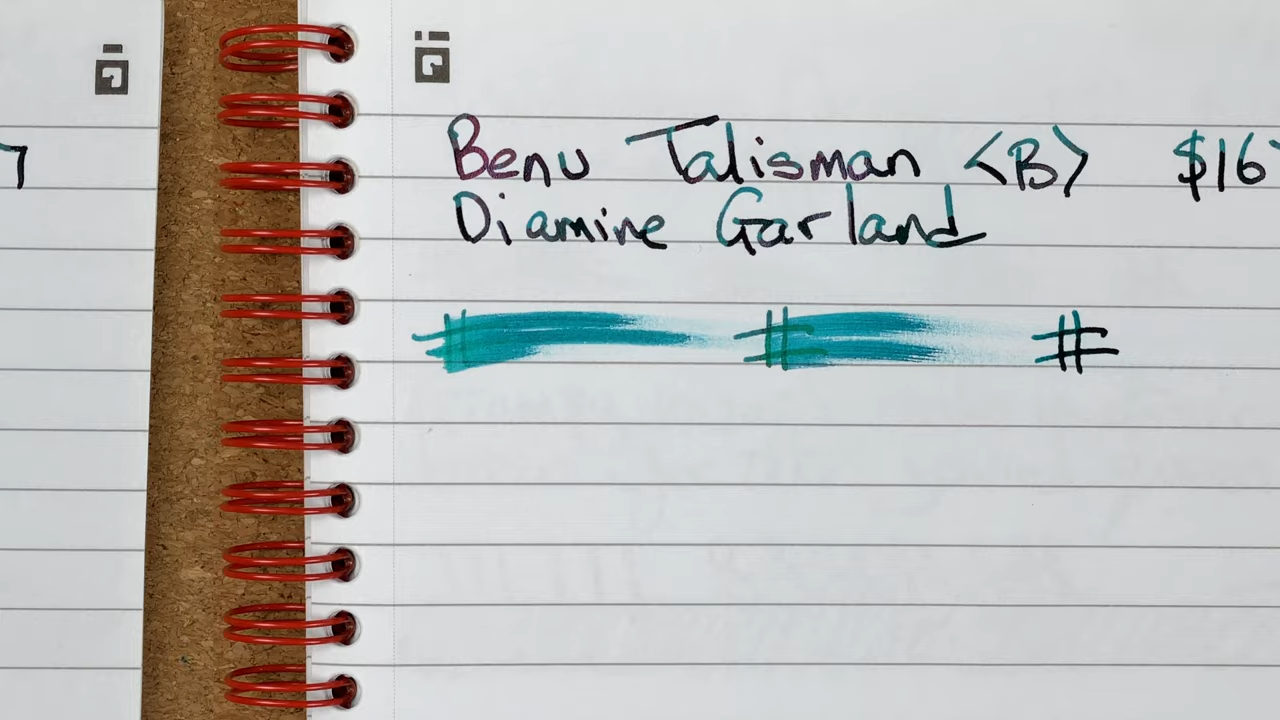 Benu Talisman <B> $16
Diamine Garland
# # #